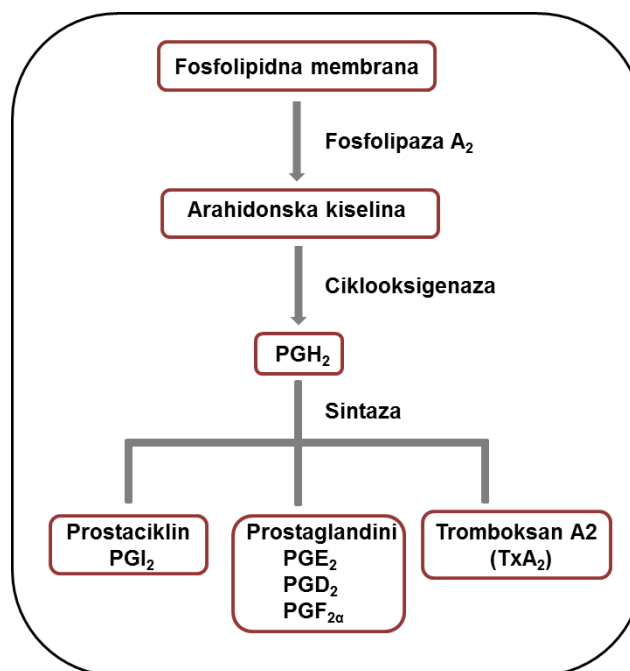 Fosfolipidna membrana
Fosfolipaza A₂
Arahidonska kiselina
Ciklooksigenaza
PGH₂
Sintaza
Prostaciklin
PGI₂
Prostaglandini
PGE₂
PGD₂
PGF₂α
Tromboksan A2
(TxA₂)